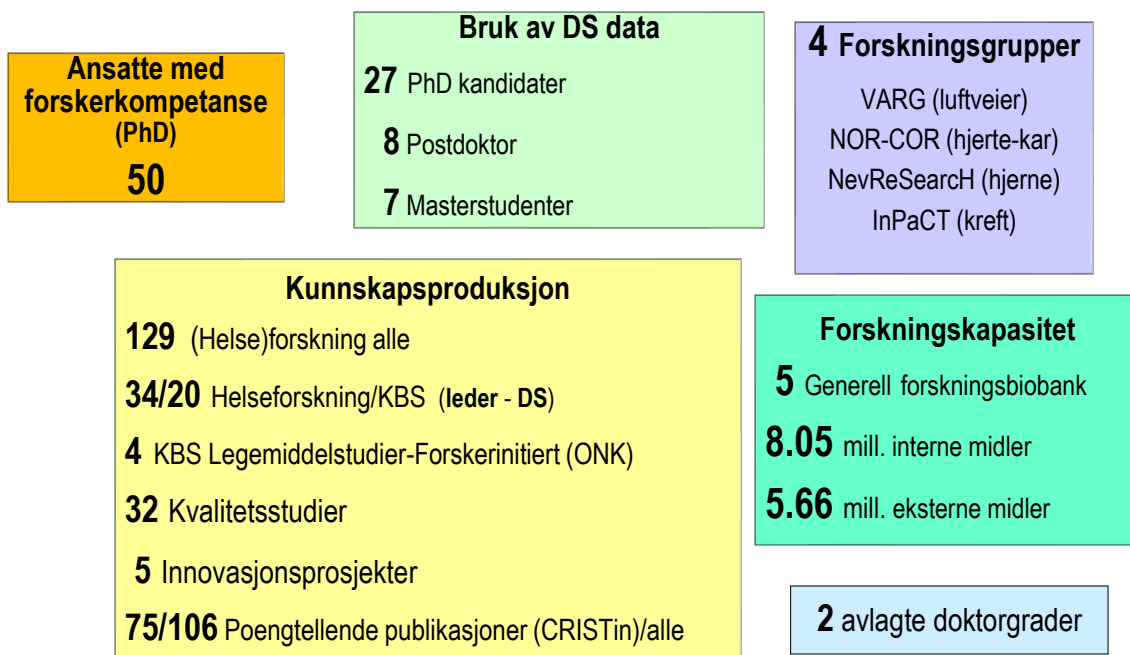 Ansatte med
forskerkompetanse
(PhD)
50
Bruk av DS data
27 PhD kandidater
8 Postdoktor
7 Masterstudenter
4 Forskningsgrupper
VARG (luftveier)
NOR-COR (hjerte-kar)
NevReSearcH (hjerne)
InPaCT (kreft)
Kunnskapsproduksjon
129 (Helse)forskning alle
34/20 Helseforskning/KBS (leder - DS)
4 KBS Legemiddelstudier-Forskerinitiert (ONK)
32 Kvalitetsstudier
5 Innovasjonsprosjekter
75/106 Poengtellende publikasjoner (CRISTin)/alle
Forskningskapasitet
5 Generell forskningsbiobank
8.05 mill. interne midler
5.66 mill. eksterne midler
2 avlagte doktorgrader